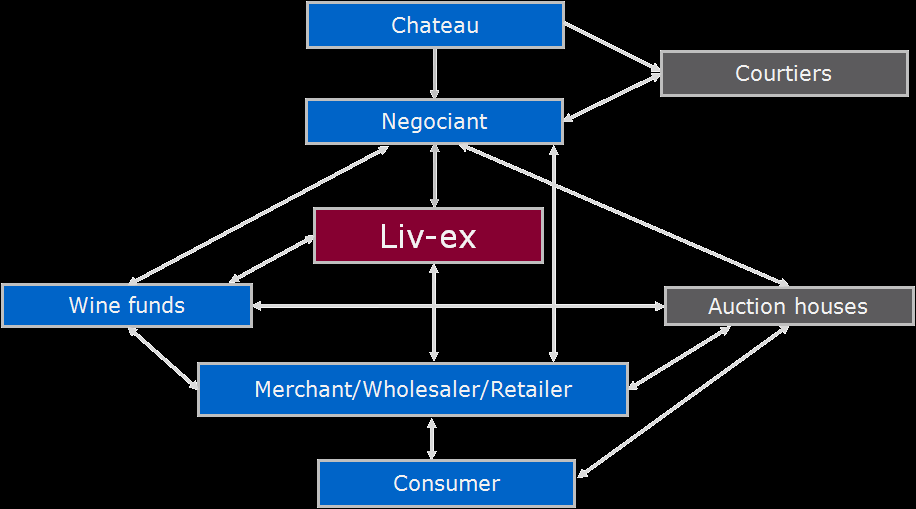 Chateau
Courtiers
Negociant
Liv-ex
Wine funds
Auction houses
Merchant/Wholesaler/Retailer
Consumer